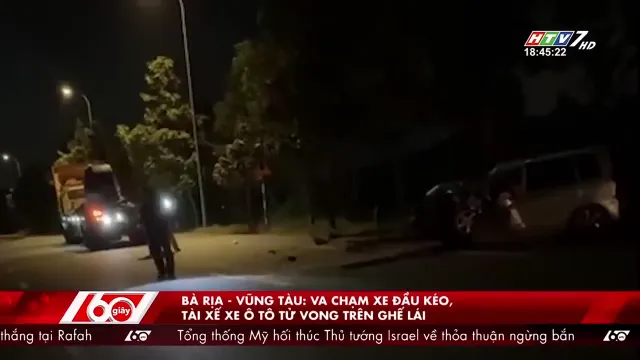 HTV7 HD
18:45:22
60 giây
BÀ RỊA - VŨNG TÀU: VA CHẠM XE ĐẦU KÉO,
TÀI XẾ XE Ô TÔ TỬ VONG TRÊN GHẾ LÁI
thắng tại Rafah 60 Tổng thống Mỹ hối thúc Thủ tướng Israel về thỏa thuận ngừng bắn 60